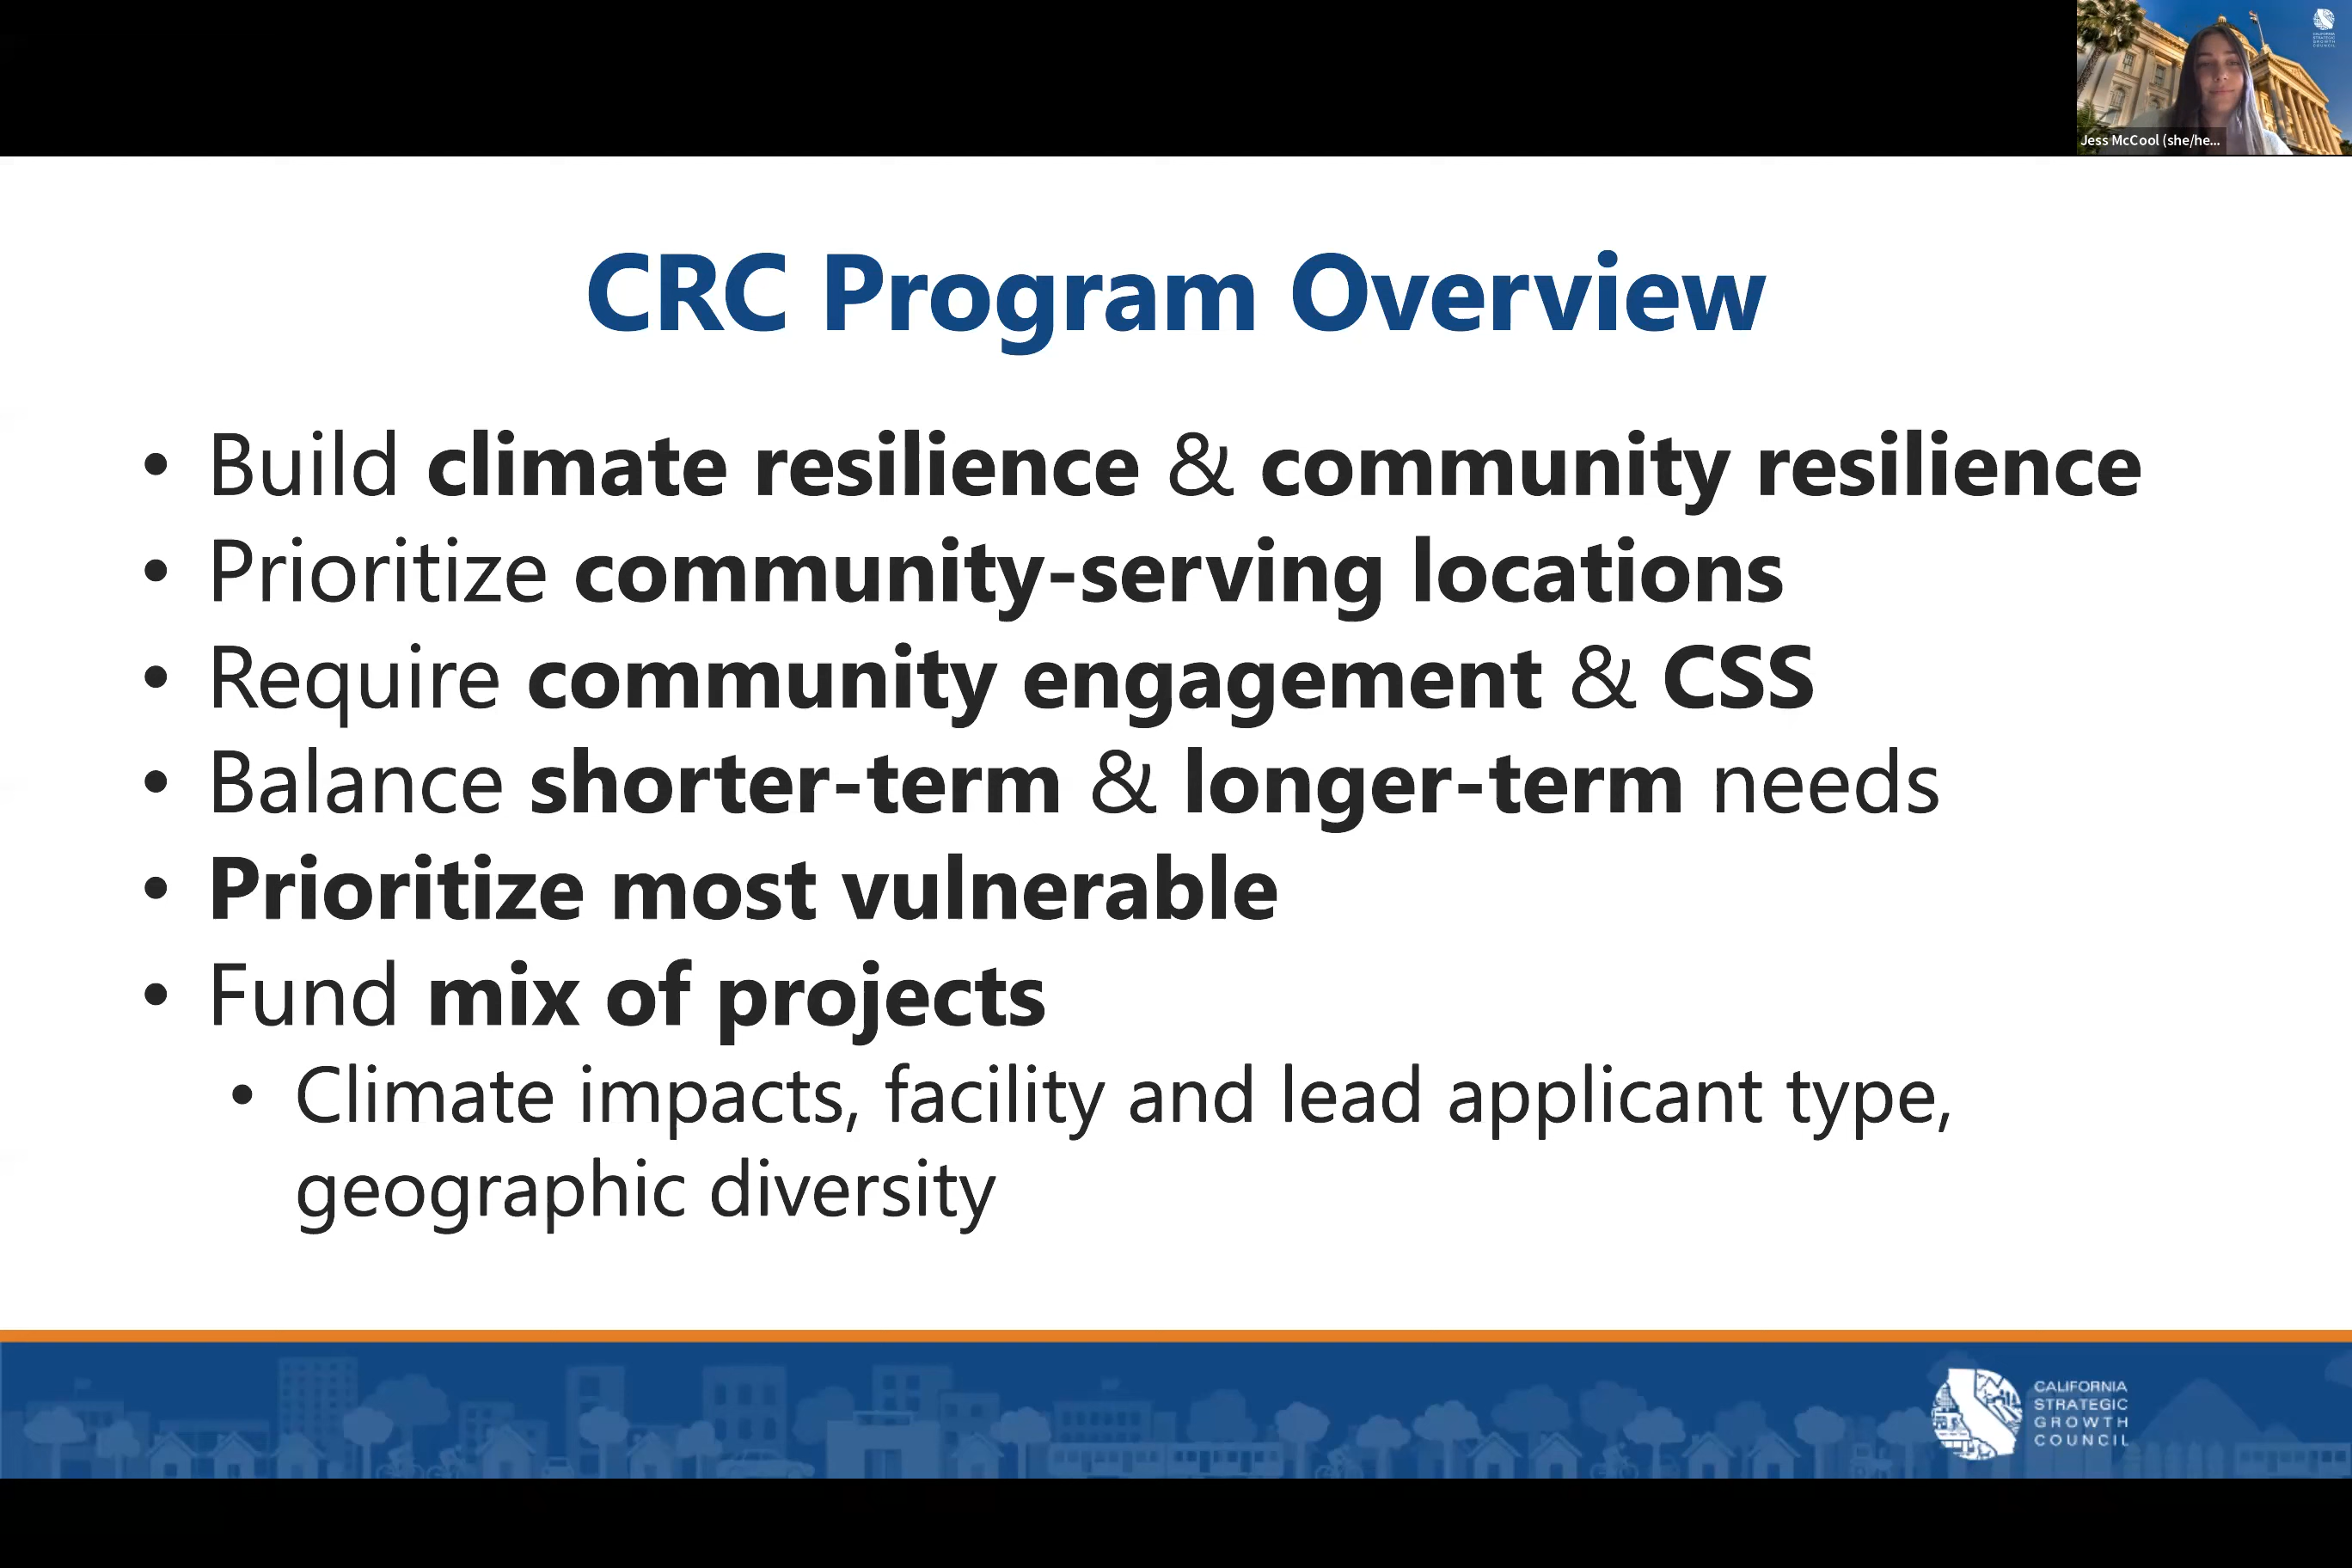 Jess McCool (she/he...
CRC Program Overview
• Build climate resilience & community resilience
• Prioritize community-serving locations
• Require community engagement & CSS
• Balance shorter-term & longer-term needs
• Prioritize most vulnerable
• Fund mix of projects
• Climate impacts, facility and lead applicant type,
geographic diversity
CALIFORNIA
STRATEGIC
GROWTH
COUNCIL